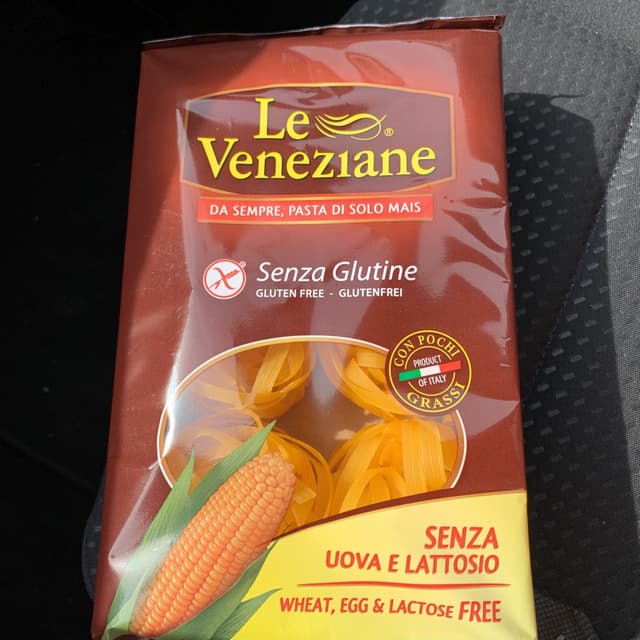 Le
Veneziane®
DA SEMPRE, PASTA DI SOLO MAIS
Senza Glutine
GLUTEN FREE - GLUTENFREI
CON POCHI
PRODUCT
OF ITALY
GRASSI
SENZA
UOVA E LATTOSIO
WHEAT, EGG & LACTOSE FREE